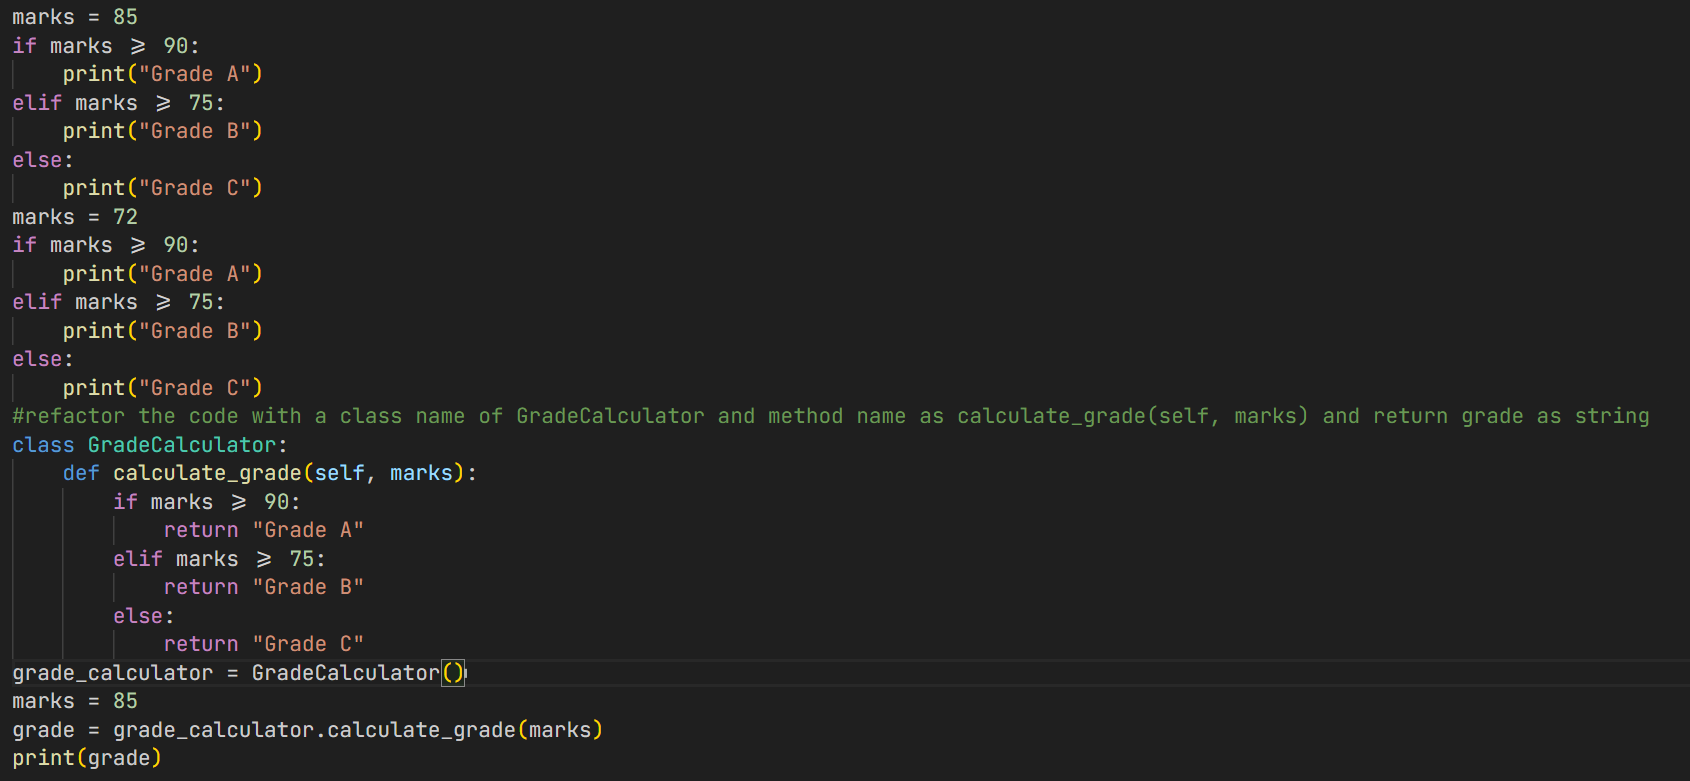 marks = 85
if marks >= 90:
    print("Grade A")
elif marks >= 75:
    print("Grade B")
else:
    print("Grade C")
marks = 72
if marks >= 90:
    print("Grade A")
elif marks >= 75:
    print("Grade B")
else:
    print("Grade C")
#refactor the code with a class name of GradeCalculator and method name as calculate_grade(self, marks) and return grade as string
class GradeCalculator:
    def calculate_grade(self, marks):
        if marks >= 90:
            return "Grade A"
        elif marks >= 75:
            return "Grade B"
        else:
            return "Grade C"
grade_calculator = GradeCalculator()
marks = 85
grade = grade_calculator.calculate_grade(marks)
print(grade)